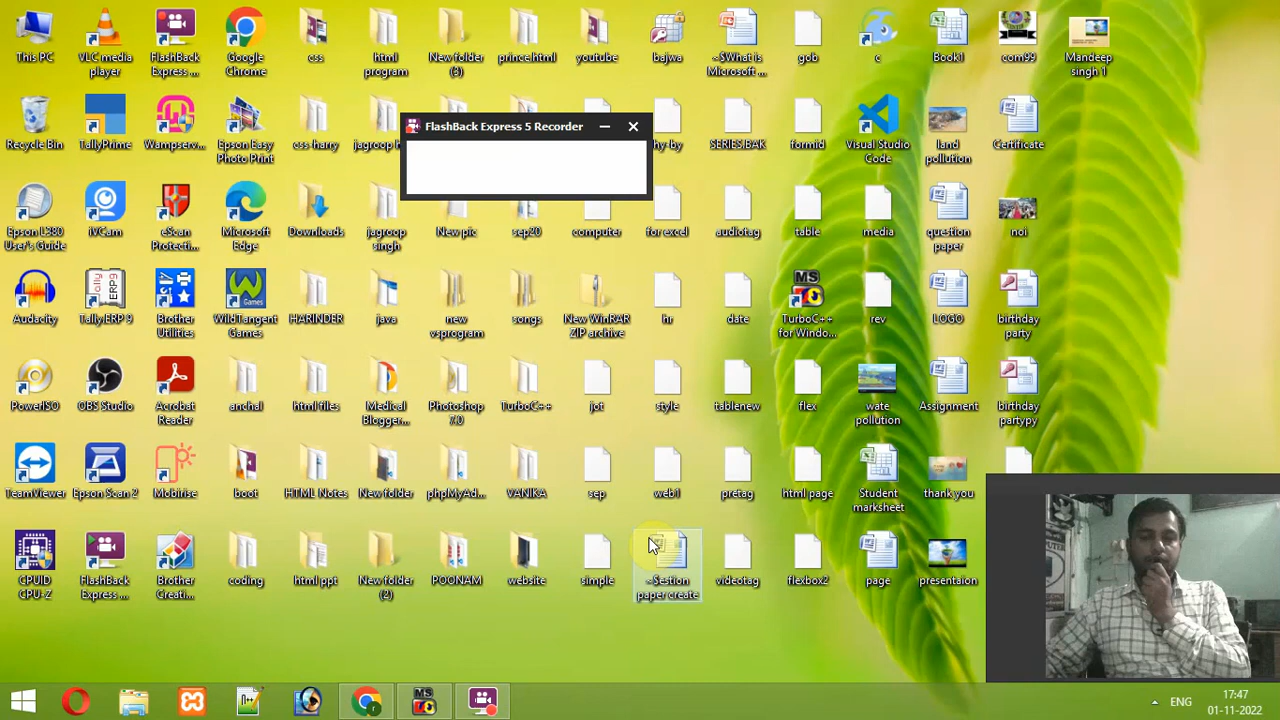 This PC
VLC media
player
FlashBack
Express ...
Google
Chrome
css
html
program
New folder
(3)
prince.html
youtube
bajwa
~$What is
Microsoft ...
gob
c
Book1
com99
Mandeep
singh 1
FlashBack Express 5 Recorder
Recycle Bin
TallyPrime
Wampserv...
Epson Easy
Photo Print
css-harry
SERIES.BAK
formid
Visual Studio
Code
land
pollution
Certificate
Epson L380
User's Guide
iVCam
eScan
Protecti...
Microsoft
Edge
Downloads
jagroop
singh
New pic
sep20
computer
for excel
audiotag
table
media
question
paper
noi
Audacity
Tally.ERP 9
Brother
Utilities
WildTangent
Games
HARINDER
java
new
vsprogram
songs
New WinRAR
ZIP archive
hr
date
TurboC++
for Windo...
rev
LOGO
birthday
party
PowerISO
OBS Studio
Acrobat
Reader
anchal
html files
Medical
Blogger...
Photoshop
7.0
TurboC++
jot
style
tablenew
flex
wate
pollution
Assignment
birthday
partypy
TeamViewer
Epson Scan 2
Mobirise
boot
HTML Notes
New folder
phpMyAd...
VANIKA
sep
web1
pretag
html page
Student
marksheet
thank you
CPUID
CPU-Z
FlashBack
Express ...
Brother
Creati...
coding
html ppt
New folder
(2)
POONAM
website
simple
~$estion
paper create
videotag
flexbox2
page
presentaion
ENG
17:47
01-11-2022